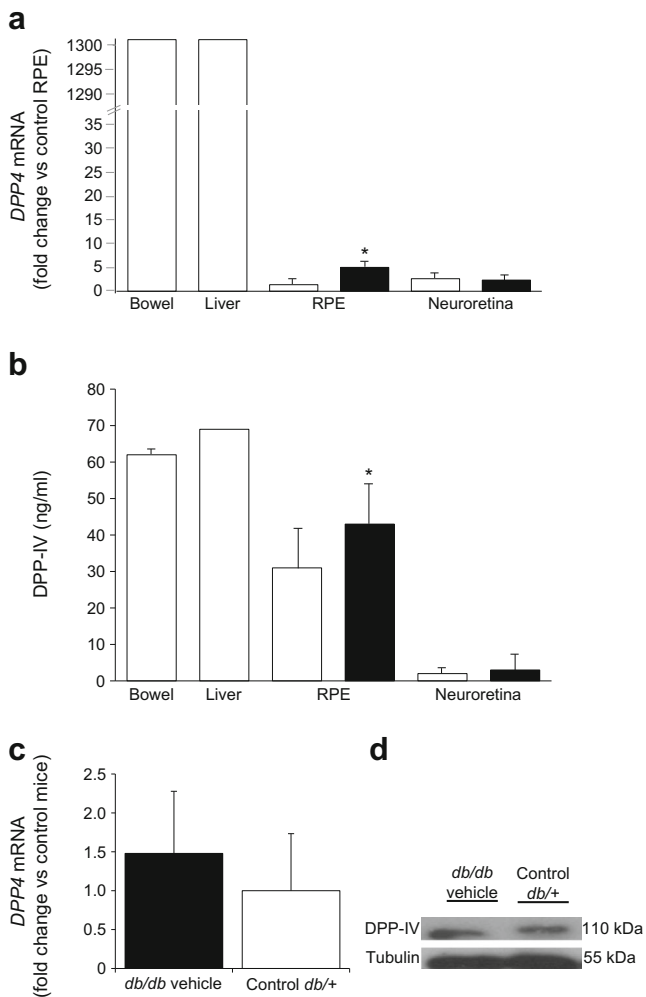 a
DPP4 mRNA
(fold change vs control RPE)
1300
1295
1290
35
30
25
20
15
10
5
0
*
Bowel Liver RPE Neuroretina
b
DPP-IV (ng/ml)
80
70
60
50
40
30
20
10
0
*
Bowel Liver RPE Neuroretina
c
DPP4 mRNA
(fold change vs control mice)
2.5
2.0
1.5
1.0
0.5
0
db/db vehicle Control db/+
d
db/db vehicle
Control db/+
DPP-IV 110 kDa
Tubulin 55 kDa